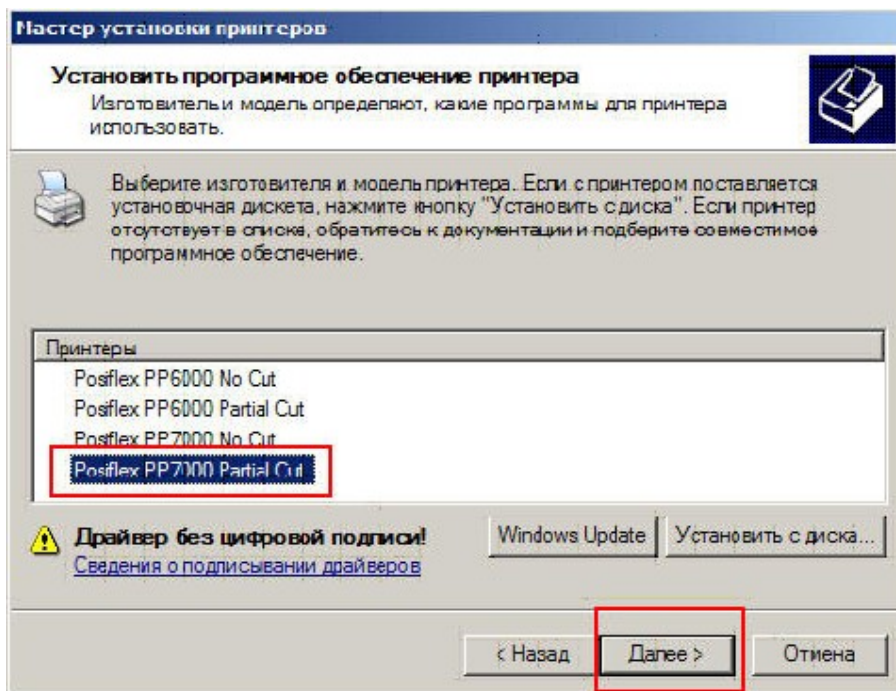 Мастер установки принтеров
Установить программное обеспечение принтера
Изготовитель и модель определяют, какие программы для принтера
использовать.
Выберите изготовителя и модель принтера. Если с принтером поставляется
установочная дискета, нажмите кнопку "Установить с диска". Если принтер
отсутствует в списке, обратитесь к документации и подберите совместимое
программное обеспечение.
Принтеры
Posiflex PP6000 No Cut
Posiflex PP6000 Partial Cut
Posiflex PP7000 No Cut
Posiflex PP7000 Partial Cut
Драйвер без цифровой подписи!
Windows Update
Установить с диска...
Сведения о подписывании драйверов
< Назад
Далее >
Отмена